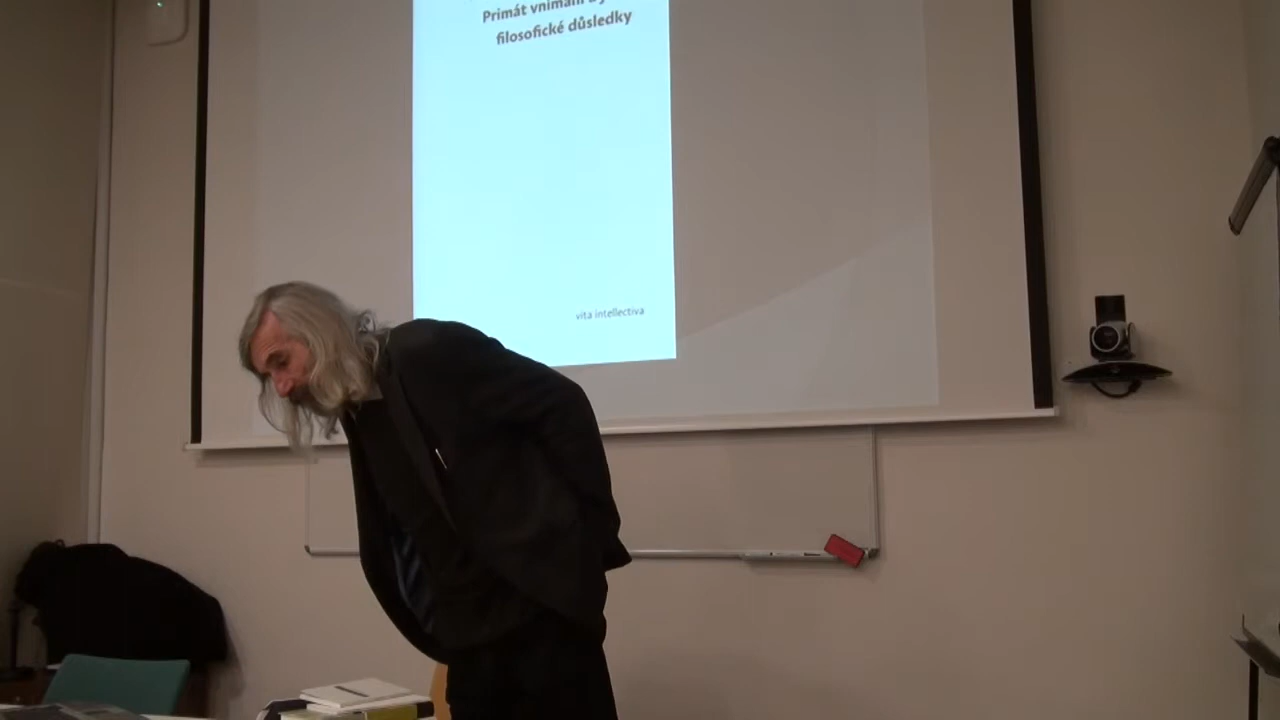 Primát vnímání
filosofické důsledky
vita intellectiva